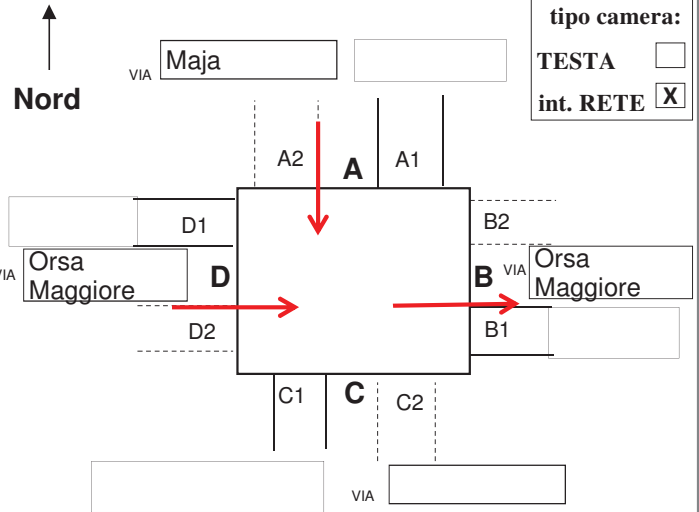 tipo camera:
TESTA
int. RETE X
Nord
VIA Maja
A2 A A1
D1 B2
VIA Orsa
Maggiore
D B
VIA Orsa
Maggiore
D2 B1
C1 C C2
VIA